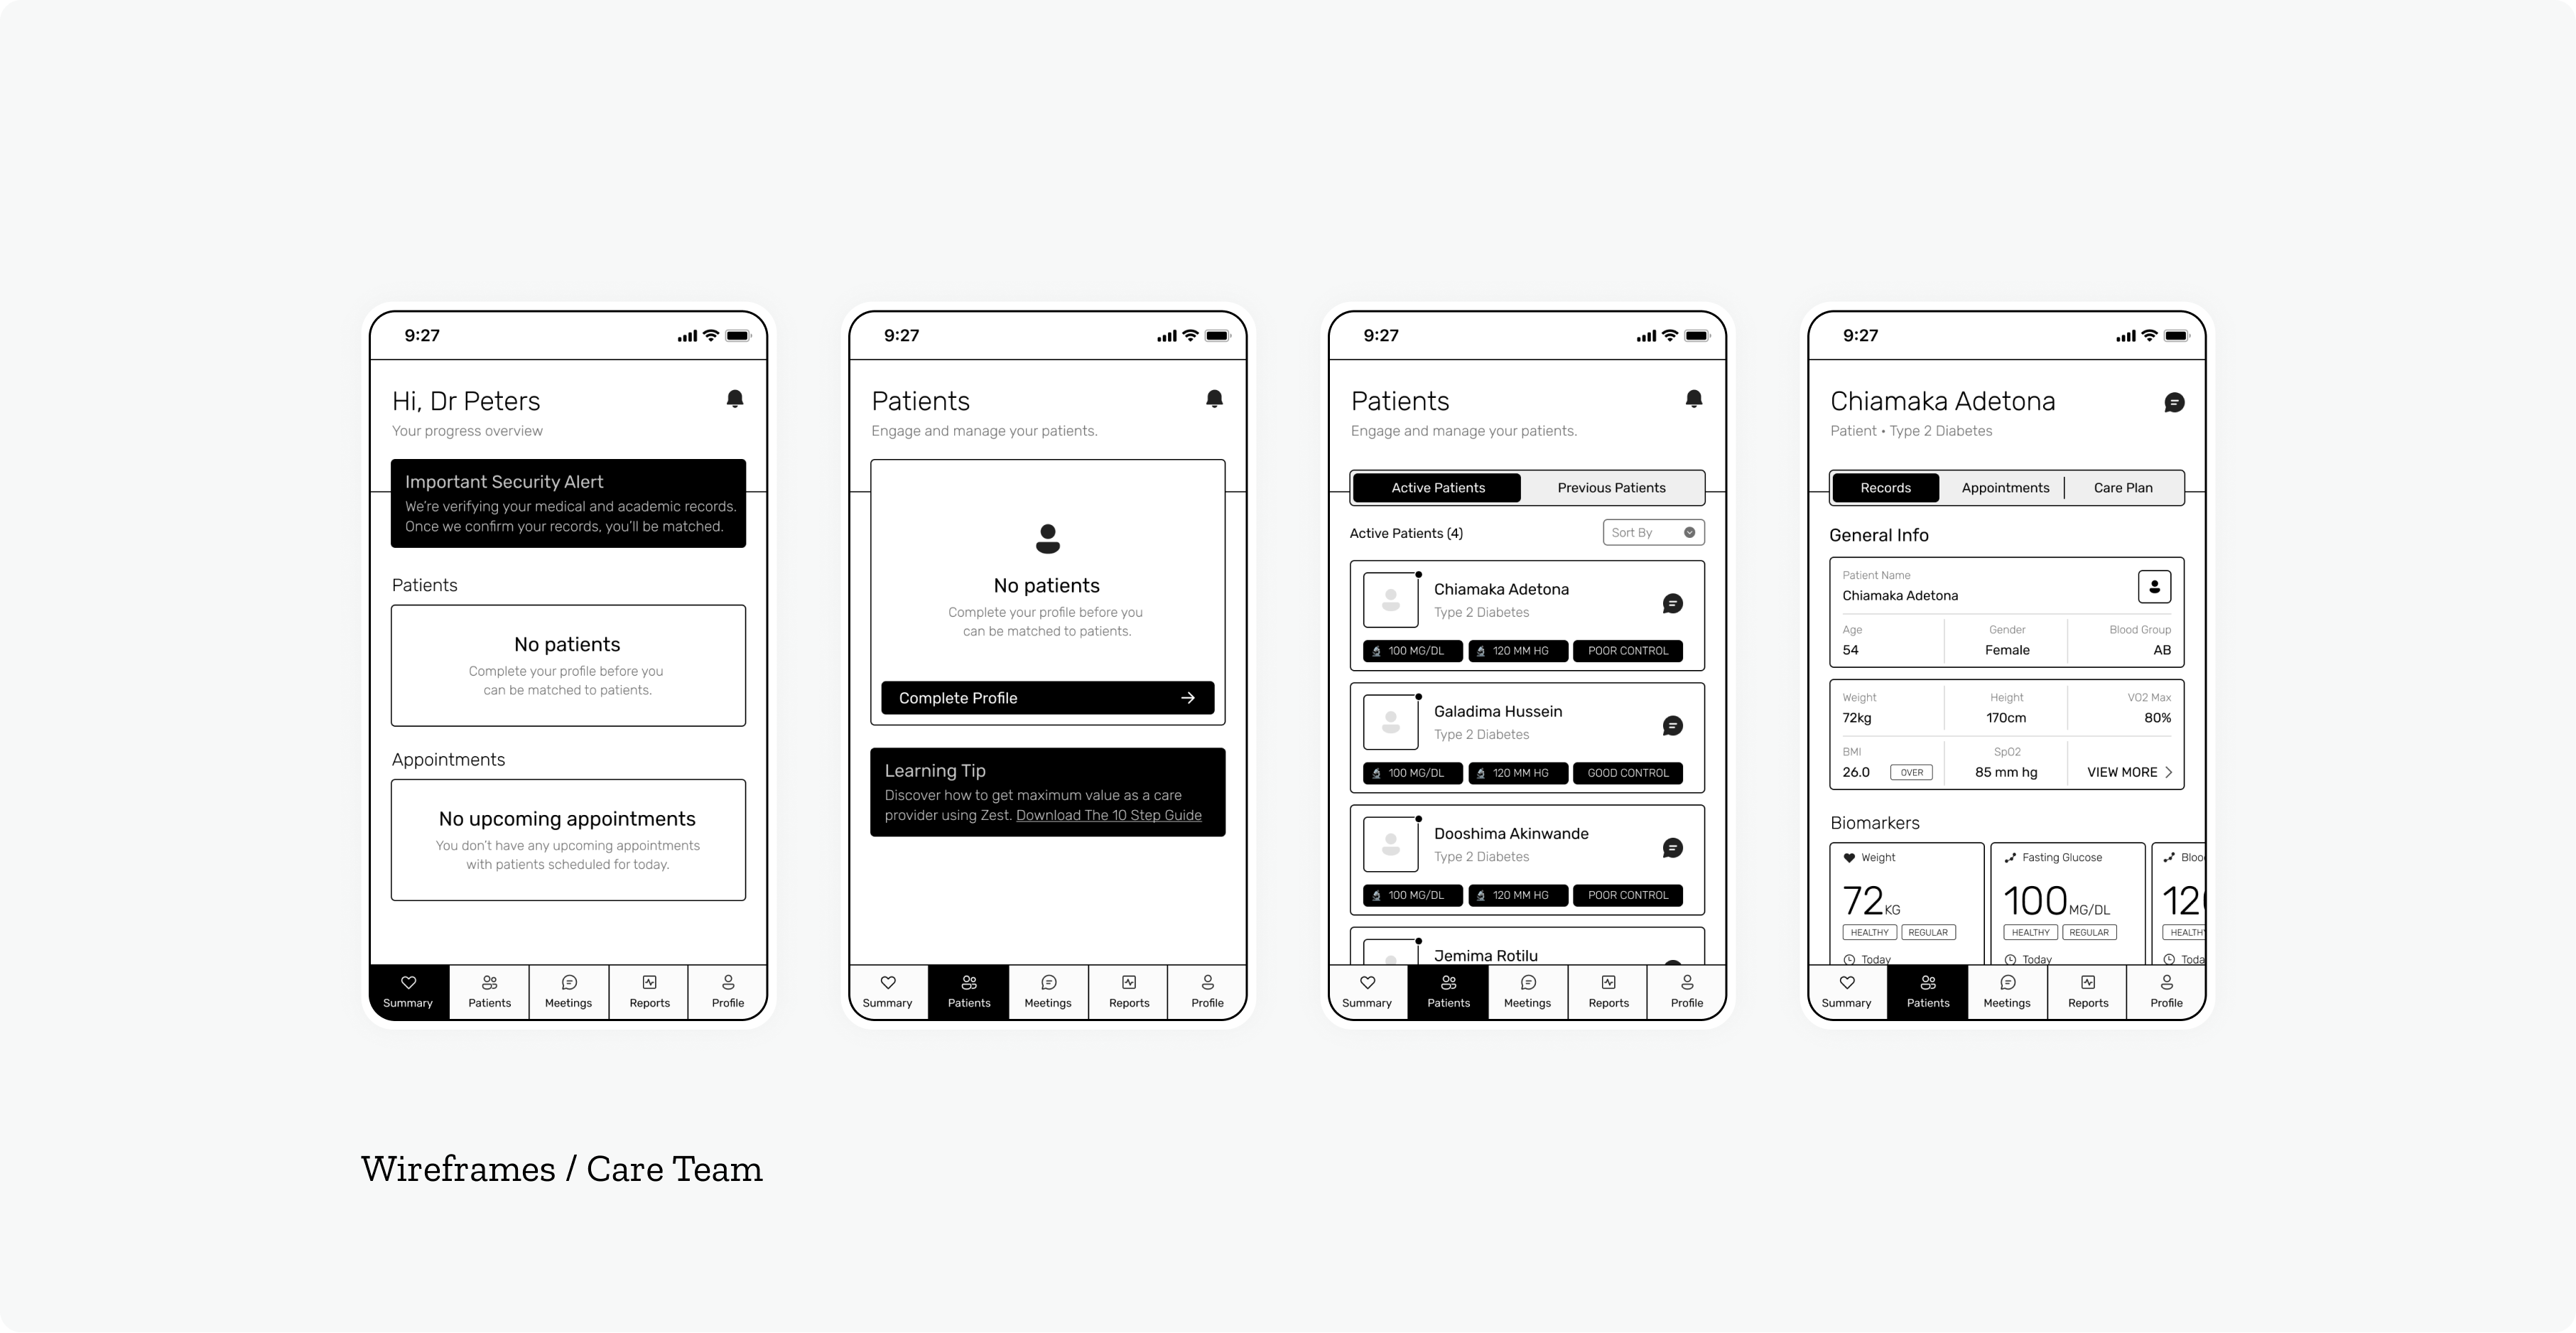 9:27
Hi, Dr Peters
Your progress overview
Important Security Alert
We're verifying your medical and academic records.
Once we confirm your records, you'll be matched.
Patients
No patients
Complete your profile before you
can be matched to patients.
Appointments
No upcoming appointments
You don't have any upcoming appointments
with patients scheduled for today.
Summary
Patients
Meetings
Reports
Profile
9:27
Patients
Engage and manage your patients.
No patients
Complete your profile before you
can be matched to patients.
Complete Profile
Learning Tip
Discover how to get maximum value as a care
provider using Zest. Download The 10 Step Guide
Summary
Patients
Meetings
Reports
Profile
9:27
Patients
Engage and manage your patients.
Active Patients
Previous Patients
Active Patients (4)
Sort By
Chiamaka Adetona
Type 2 Diabetes
100 MG/DL
120 MM HG
POOR CONTROL
Galadima Hussein
Type 2 Diabetes
100 MG/DL
120 MM HG
GOOD CONTROL
Dooshima Akinwande
Type 2 Diabetes
100 MG/DL
120 MM HG
POOR CONTROL
Jemima Rotilu
Summary
Patients
Meetings
Reports
Profile
9:27
Chiamaka Adetona
Patient • Type 2 Diabetes
Records
Appointments
Care Plan
General Info
Patient Name
Chiamaka Adetona
Age
Gender
Blood Group
54
Female
AB
Weight
Height
VO2 Max
72kg
170cm
80%
BMI
SpO2
26.0
OVER
85 mm hg
VIEW MORE
Biomarkers
Weight
72KG
HEALTHY
REGULAR
Today
Fasting Glucose
100MG/DL
HEALTHY
REGULAR
Today
Bloo
120
HEALTH
Toda
Summary
Patients
Meetings
Reports
Profile
Wireframes / Care Team